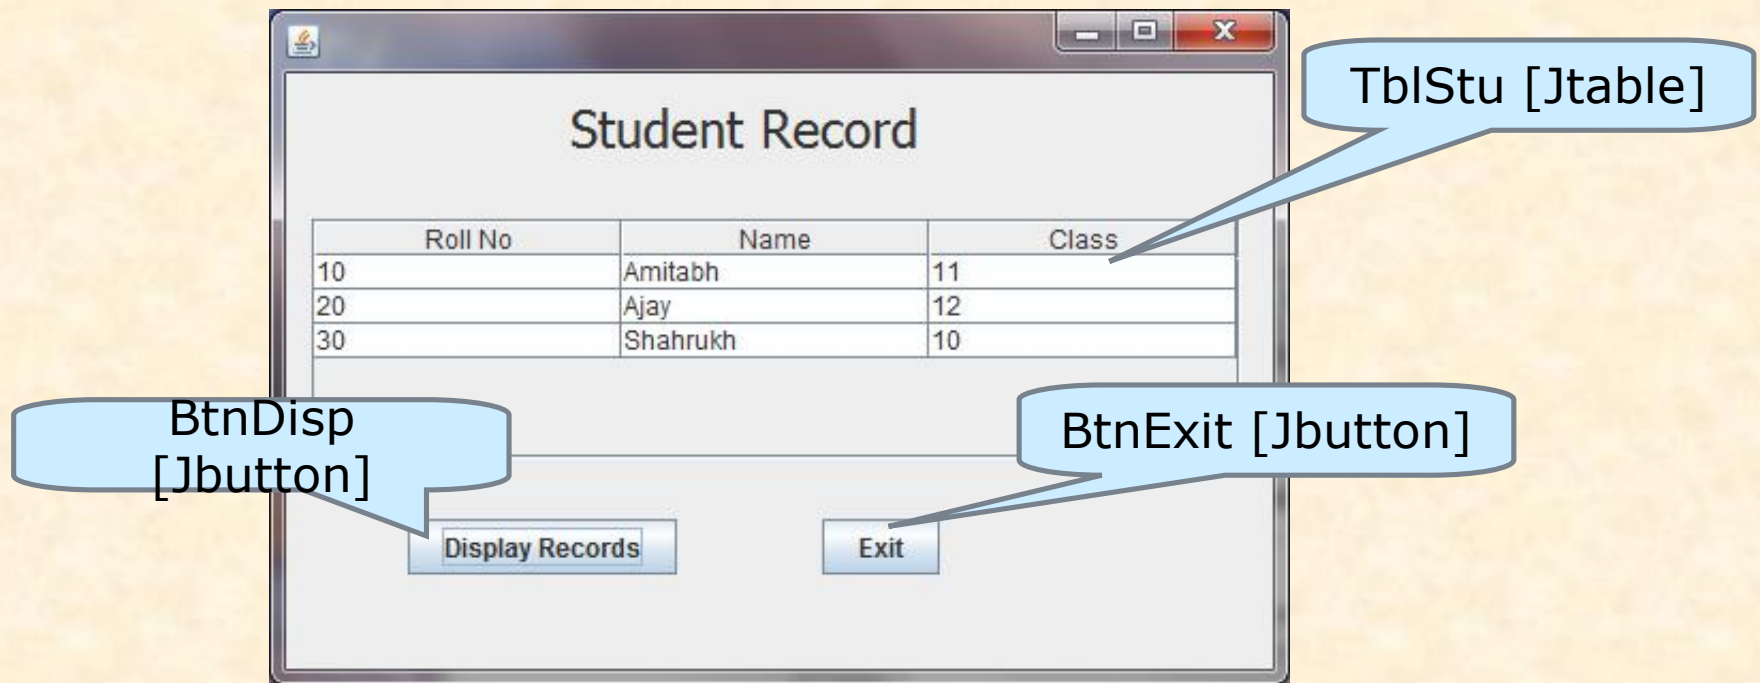 TblStu [Jtable]
Student Record
Roll No Name Class
10 Amitabh 11
20 Ajay 12
30 Shahrukh 10
BtnDisp
[Jbutton]
BtnExit [Jbutton]
Display Records Exit